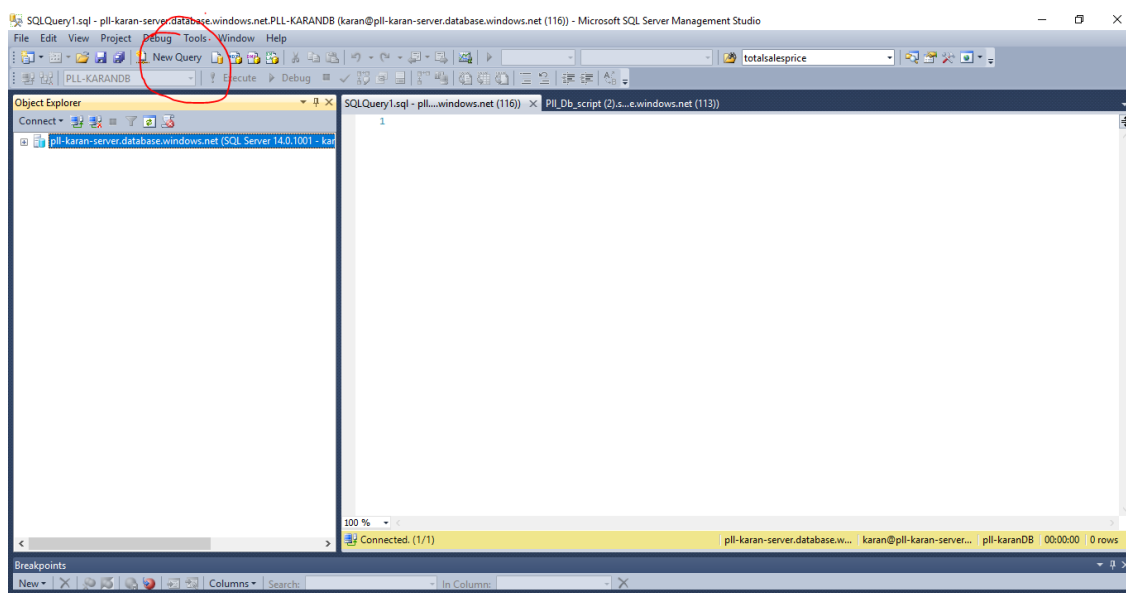 SQLQuery1.sql - pll-karan-server.database.windows.net.PLL-KARANDB (karan@pll-karan-server.database.windows.net (116)) - Microsoft SQL Server Management Studio
File Edit View Project Debug Tools Window Help
New Query totalsalesprice
PLL-KARANDB Execute Debug
Object Explorer
SQLQuery1.sql - pll....windows.net (116)) Pll_Db_script (2).s...e.windows.net (113))
Connect
1
pll-karan-server.database.windows.net (SQL Server 14.0.1001 - kar
100 %
Connected. (1/1) pll-karan-server.database.w... karan@pll-karan-server... pll-karanDB 00:00:00 0 rows
Breakpoints
New Columns Search: In Column: